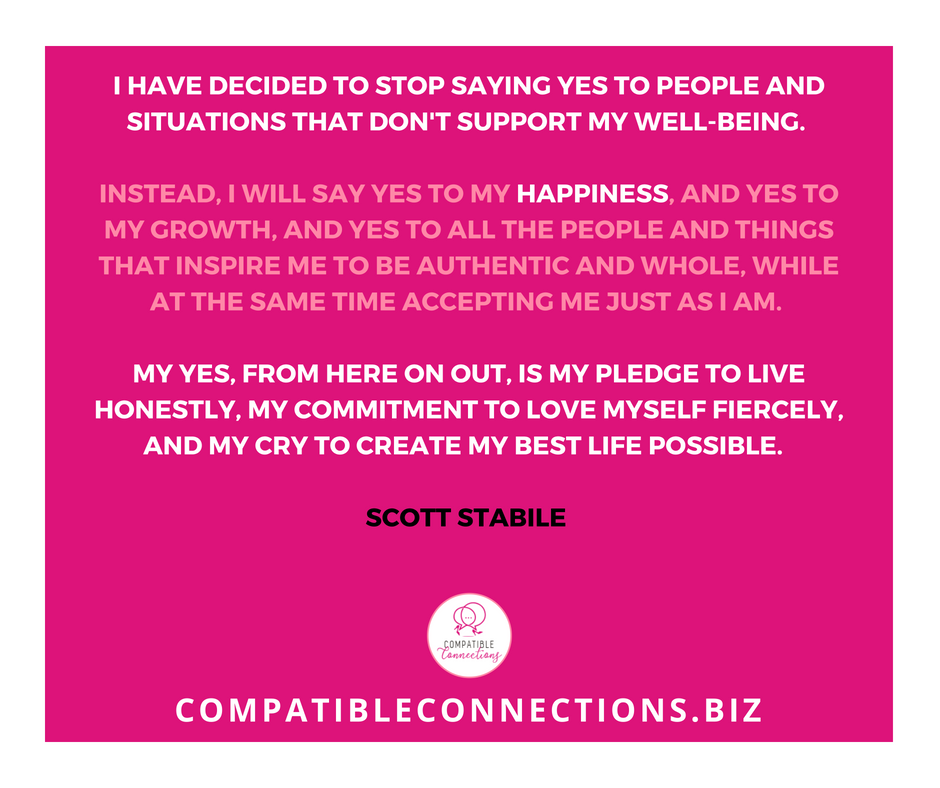 I HAVE DECIDED TO STOP SAYING YES TO PEOPLE AND
SITUATIONS THAT DON'T SUPPORT MY WELL-BEING.
INSTEAD, I WILL SAY YES TO MY HAPPINESS, AND YES TO
MY GROWTH, AND YES TO ALL THE PEOPLE AND THINGS
THAT INSPIRE ME TO BE AUTHENTIC AND WHOLE, WHILE
AT THE SAME TIME ACCEPTING ME JUST AS I AM.
MY YES, FROM HERE ON OUT, IS MY PLEDGE TO LIVE
HONESTLY, MY COMMITMENT TO LOVE MYSELF FIERCELY,
AND MY CRY TO CREATE MY BEST LIFE POSSIBLE.
SCOTT STABILE
COMPATIBLE
Connections
COMPATIBLECONNECTIONS.BIZ